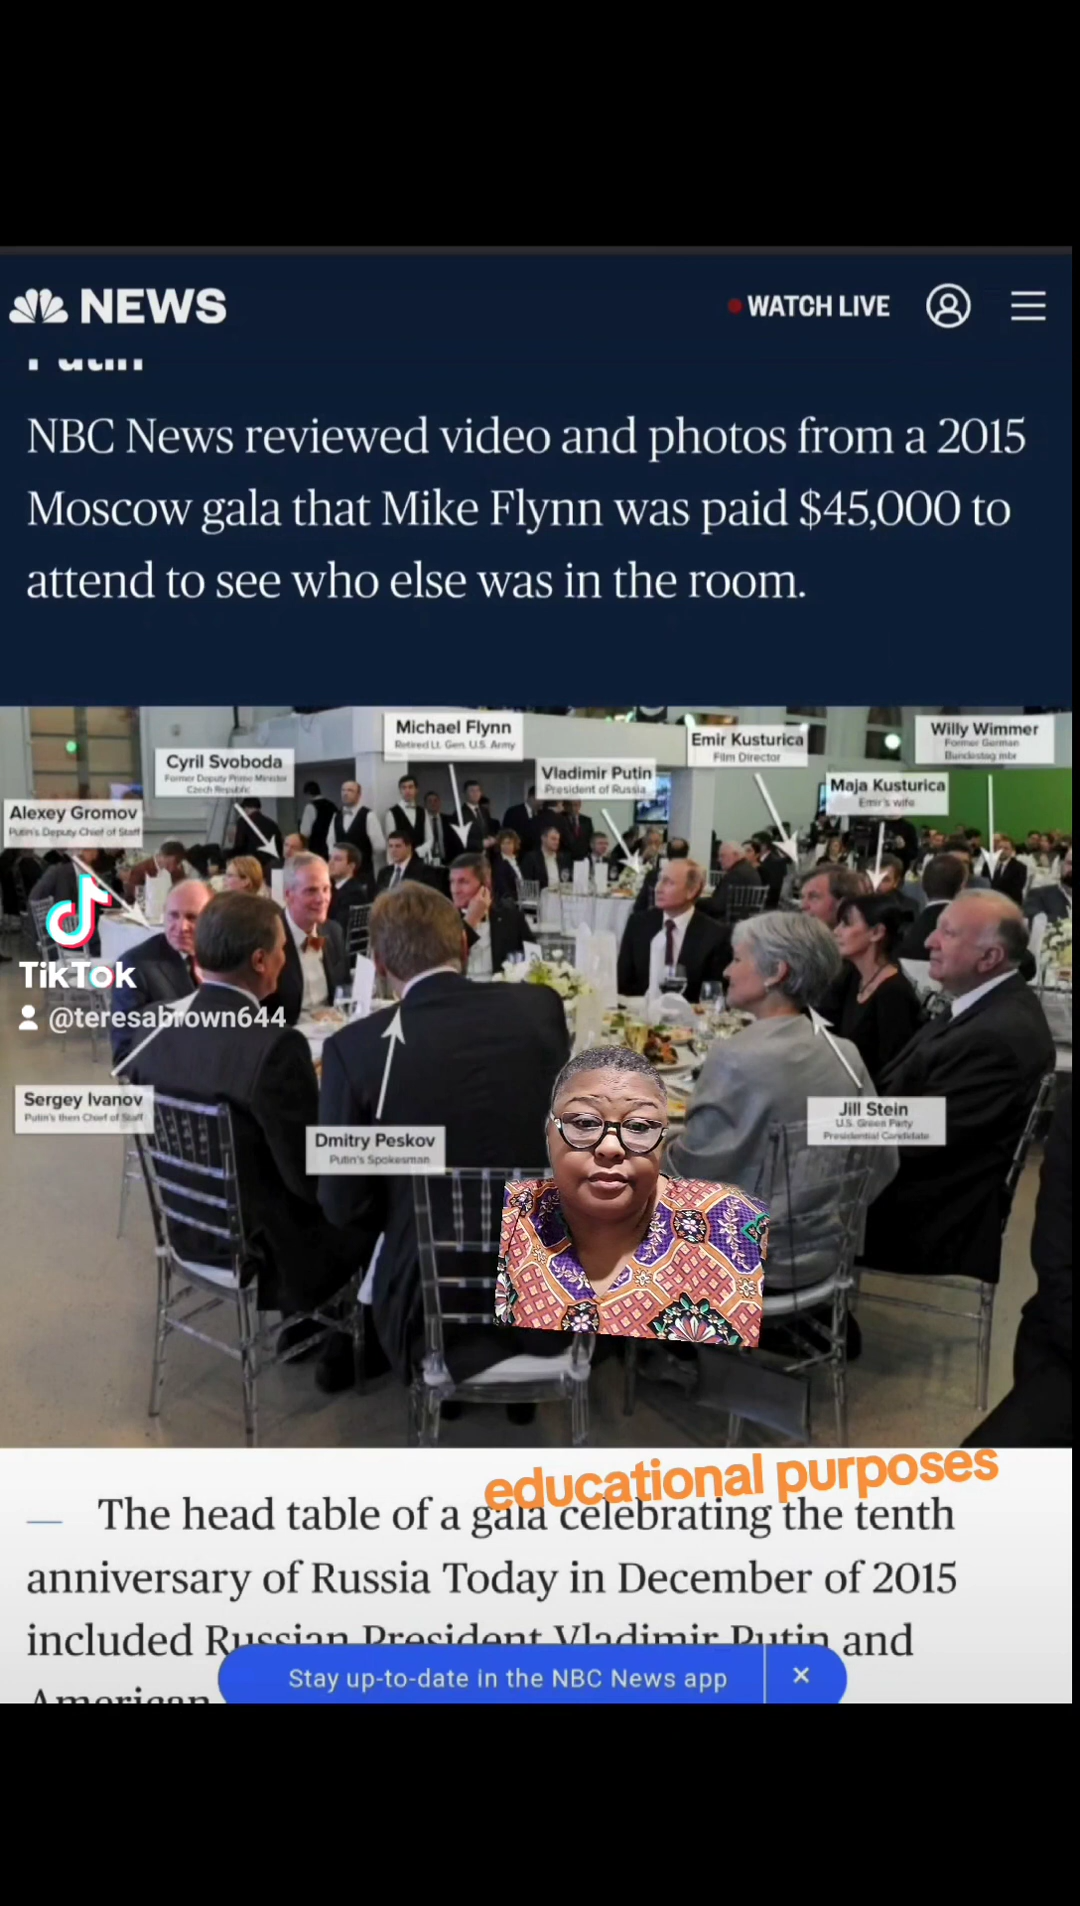 NEWS
WATCH LIVE
Putin
NBC News reviewed video and photos from a 2015
Moscow gala that Mike Flynn was paid $45,000 to
attend to see who else was in the room.
Michael Flynn
Retired Lt. Gen. U.S. Army
Willy Wimmer
Former German
Bundestag mbr
Emir Kusturica
Film Director
Cyril Svoboda
Former Deputy Prime Minister
Czech Republic
Vladimir Putin
President of Russia
Maja Kusturica
Emir's wife
Alexey Gromov
Putin's Deputy Chief of Staff
TikTok
@teresabrown644
Sergey Ivanov
Putin's then Chief of Staff
Jill Stein
U.S. Green Party
Presidential Candidate
Dmitry Peskov
Putin's Spokesman
educational purposes
The head table of a gala celebrating the tenth
anniversary of Russia Today in December of 2015
included Russian President Vladimir Putin and
American
Stay up-to-date in the NBC News app